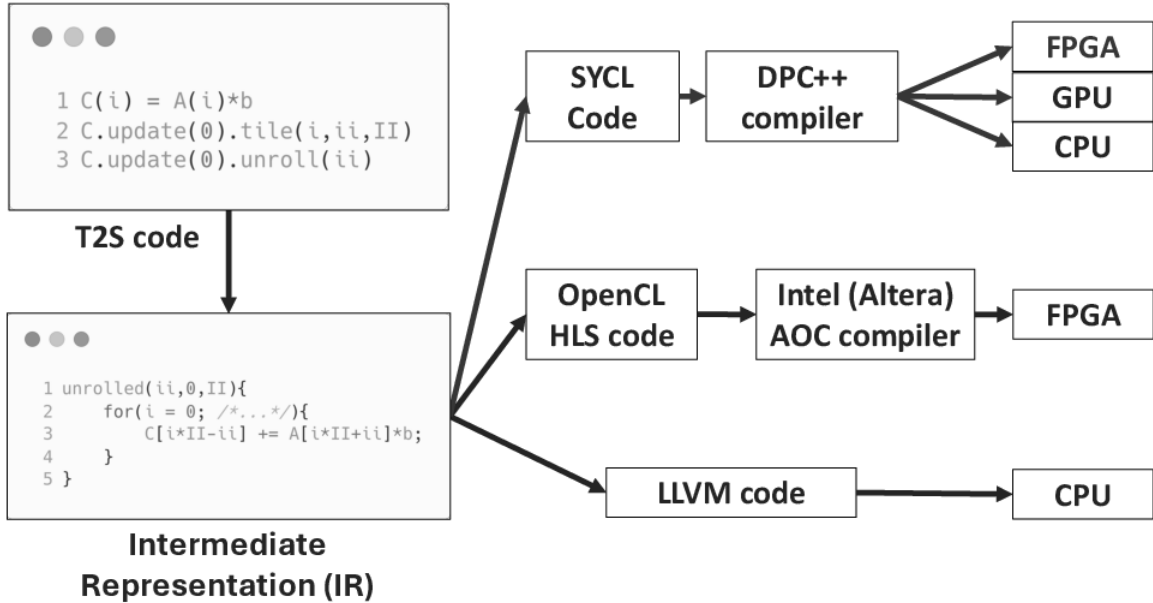 1 C(i) = A(i)*b
2 C.update(0).tile(i,ii,II)
3 C.update(0).unroll(ii)
T2S code
1 unrolled(ii,0,II){
2     for(i = 0; /*...*/){
3         C[i*II-ii] += A[i*II+ii]*b;
4     }
5 }
Intermediate
Representation (IR)
SYCL
Code
DPC++
compiler
FPGA
GPU
CPU
OpenCL
HLS code
Intel (Altera)
AOC compiler
FPGA
LLVM code
CPU